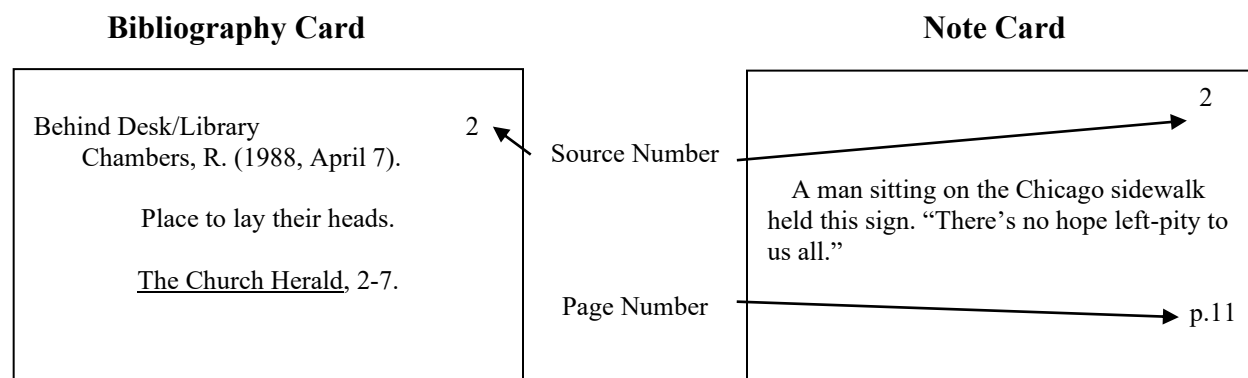 Bibliography Card
Note Card
Behind Desk/Library 2
Chambers, R. (1988, April 7).
Place to lay their heads.
The Church Herald, 2-7.
Source Number
Page Number
2
A man sitting on the Chicago sidewalk
held this sign. “There’s no hope left-pity to
us all.”
p.11